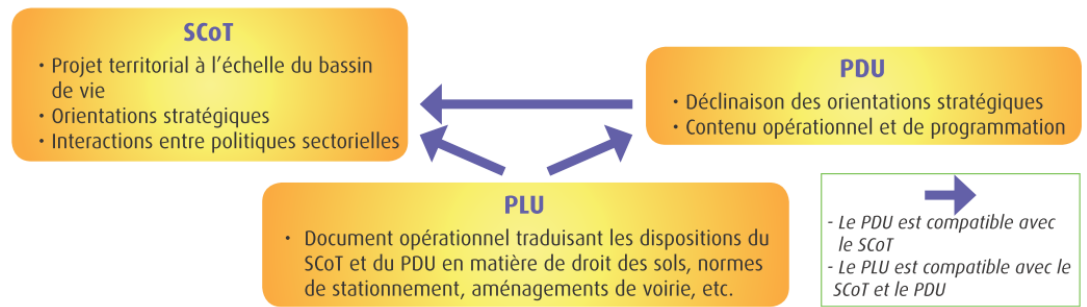 SCoT
• Projet territorial à l'échelle du bassin
de vie
• Orientations stratégiques
• Interactions entre politiques sectorielles
PDU
• Déclinaison des orientations stratégiques
• Contenu opérationnel et de programmation
PLU
• Document opérationnel traduisant les dispositions du
SCoT et du PDU en matière de droit des sols, normes
de stationnement, aménagements de voirie, etc.
- Le PDU est compatible avec
le SCoT
- Le PLU est compatible avec le
SCoT et le PDU